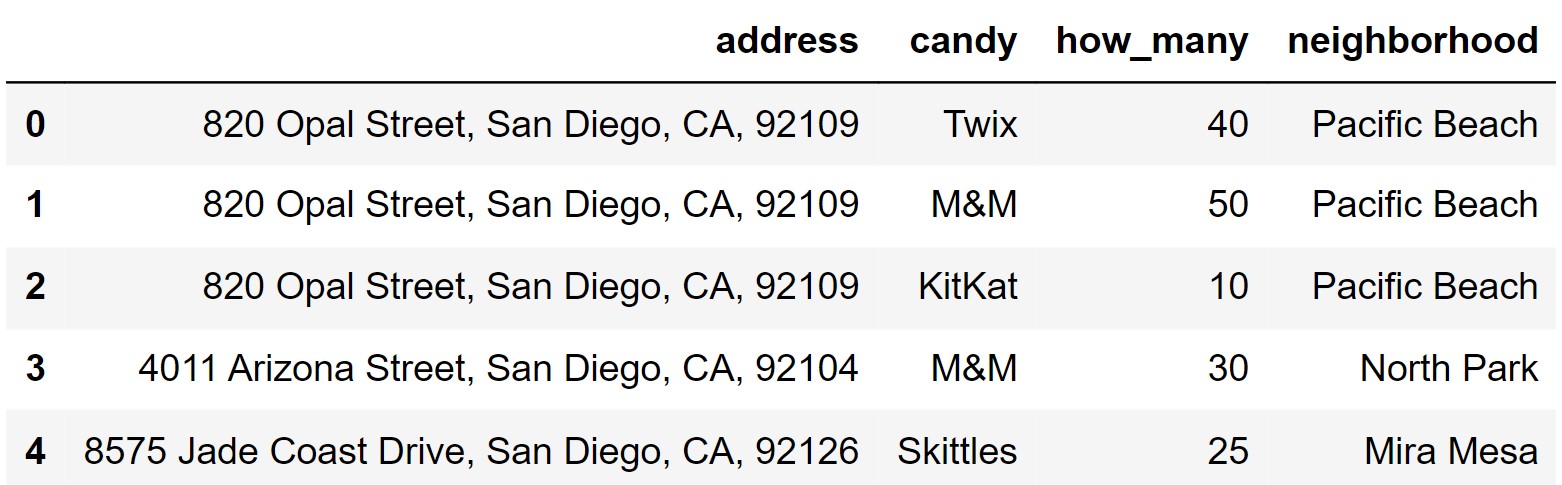 address candy how_many neighborhood
0 820 Opal Street, San Diego, CA, 92109 Twix 40 Pacific Beach
1 820 Opal Street, San Diego, CA, 92109 M&M 50 Pacific Beach
2 820 Opal Street, San Diego, CA, 92109 KitKat 10 Pacific Beach
3 4011 Arizona Street, San Diego, CA, 92104 M&M 30 North Park
4 8575 Jade Coast Drive, San Diego, CA, 92126 Skittles 25 Mira Mesa